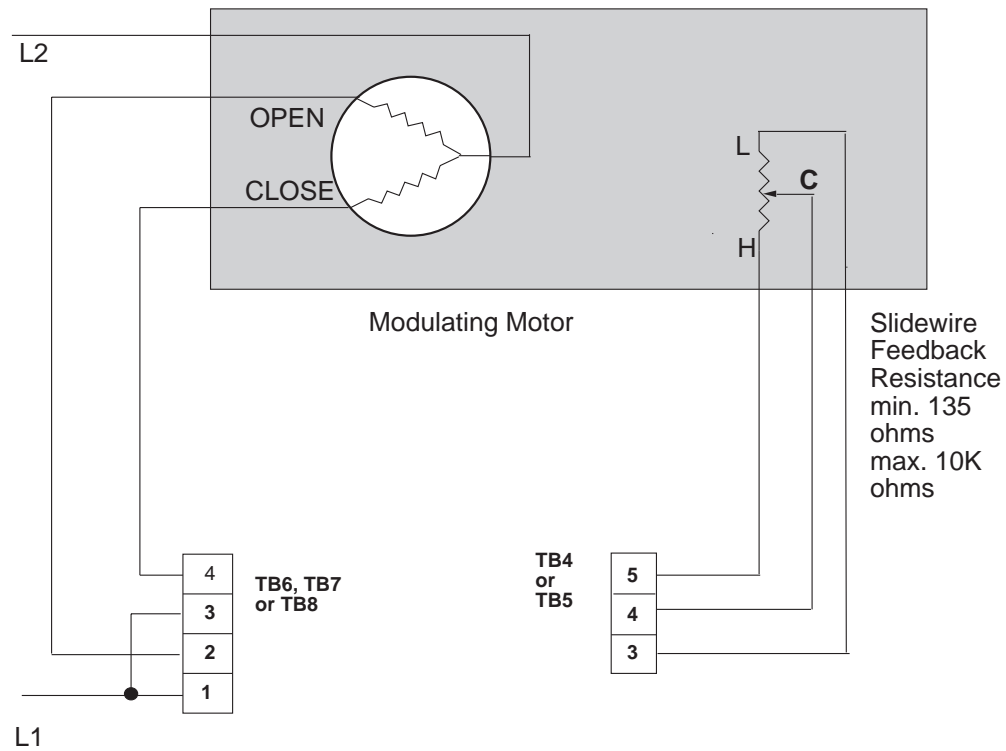 L2
OPEN
CLOSE
L
C
H
Modulating Motor
Slidewire
Feedback
Resistance
min. 135
ohms
max. 10K
ohms
4
3
2
1
TB6, TB7
or TB8
TB4
or
TB5
5
4
3
L1